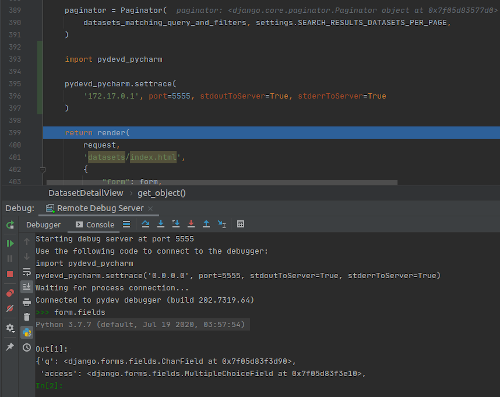 389 paginator = Paginator( paginator: <django.core.paginator.Paginator object at 0x7f05d83577d0>
390 datasets_matching_query_and_filters, settings.SEARCH_RESULTS_DATASETS_PER_PAGE,
391 )
392
393 import pydevd_pycharm
394
395 pydevd_pycharm.settrace(
396 '172.17.0.1', port=5555, stdoutToServer=True, stderrToServer=True
397 )
398
399 return render(
400 request,
401 'datasets/index.html',
402 {
403 "form": form,
DatasetDetailView > get_object()
Debug: Remote Debug Server ×
Debugger Console
Starting debug server at port 5555
Use the following code to connect to the debugger:
import pydevd_pycharm
pydevd_pycharm.settrace('0.0.0.0', port=5555, stdoutToServer=True, stderrToServer=True)
Waiting for process connection...
Connected to pydev debugger (build 202.7319.64)
>>> form.fields
Python 3.7.7 (default, Jul 19 2020, 03:57:54)
Out[1]:
{'q': <django.forms.fields.CharField at 0x7f05d83f3d90>,
'access': <django.forms.fields.MultipleChoiceField at 0x7f05d83f3e10>,
In[2]: